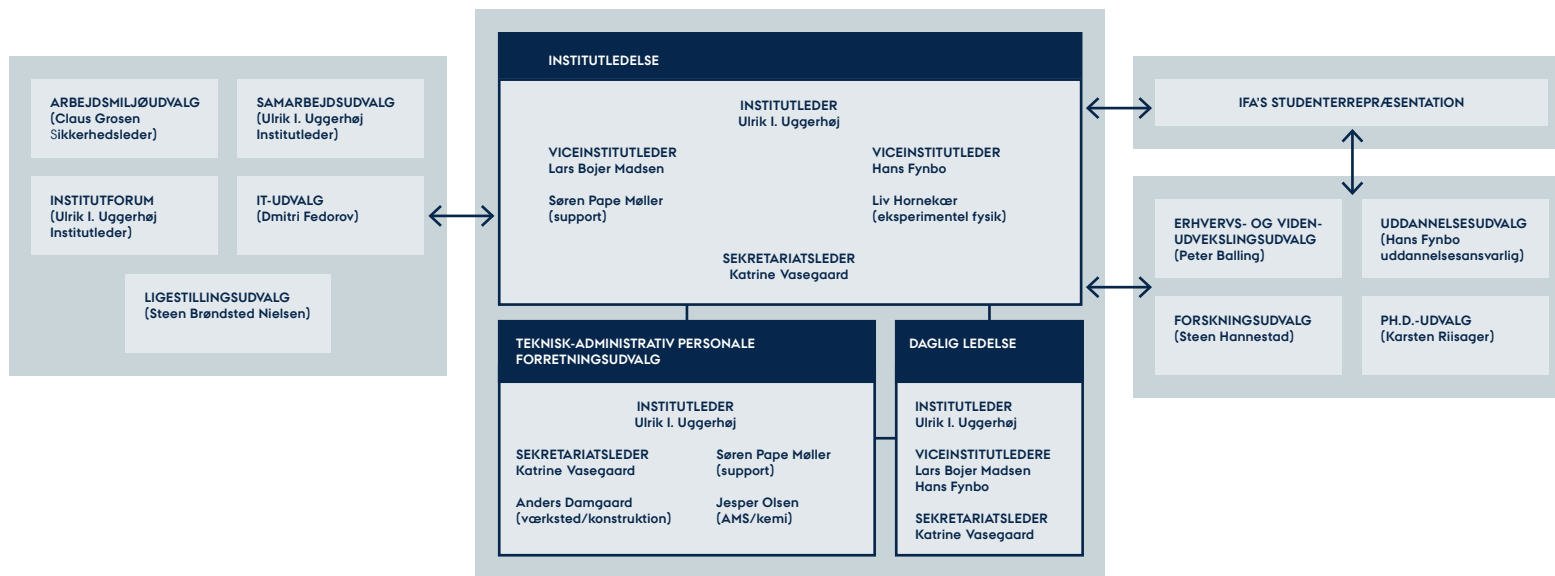 ARBEJDSMILJØUDVALG
(Claus Grosen
Sikkerhedsleder)
SAMARBEJDSUDVALG
(Ulrik I. Uggerhøj
Institutleder)
INSTITUTFORUM
(Ulrik I. Uggerhøj
Institutleder)
IT-UDVALG
(Dmitri Fedorov)
LIGESTILLINGSUDVALG
(Steen Brøndsted Nielsen)
INSTITUTLEDELSE
INSTITUTLEDER
Ulrik I. Uggerhøj
VICEINSTITUTLEDER
Lars Bojer Madsen
Søren Pape Møller
(support)
VICEINSTITUTLEDER
Hans Fynbo
Liv Hornekær
(eksperimentel fysik)
SEKRETARIATSLEDER
Katrine Vasegaard
TEKNISK-ADMINISTRATIV PERSONALE
FORRETNINGSUDVALG
INSTITUTLEDER
Ulrik I. Uggerhøj
SEKRETARIATSLEDER
Katrine Vasegaard
Anders Damgaard
(værksted/konstruktion)
Søren Pape Møller
(support)
Jesper Olsen
(AMS/kemi)
DAGLIG LEDELSE
INSTITUTLEDER
Ulrik I. Uggerhøj
VICEINSTITUTLEDERE
Lars Bojer Madsen
Hans Fynbo
SEKRETARIATSLEDER
Katrine Vasegaard
IFA'S STUDENTERREPRÆSENTATION
ERHVERVS- OG VIDEN-
UDVEKSLINGSUDVALG
(Peter Balling)
UDDANNELSESUDVALG
(Hans Fynbo
uddannelsesansvarlig)
FORSKNINGSUDVALG
(Steen Hannestad)
PH.D.-UDVALG
(Karsten Riisager)